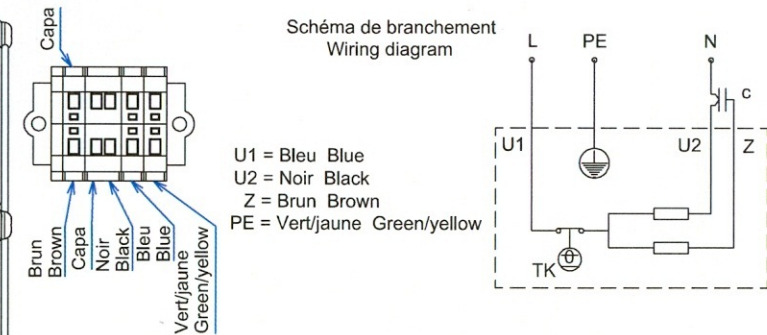 Capa
Schéma de branchement
Wiring diagram
L
PE
N
c
U1
U2
Z
U1 = Bleu Blue
U2 = Noir Black
Z = Brun Brown
PE = Vert/jaune Green/yellow
TK
θ
Brun
Brown
Capa
Noir
Black
Bleu
Blue
Vert/jaune
Green/yellow